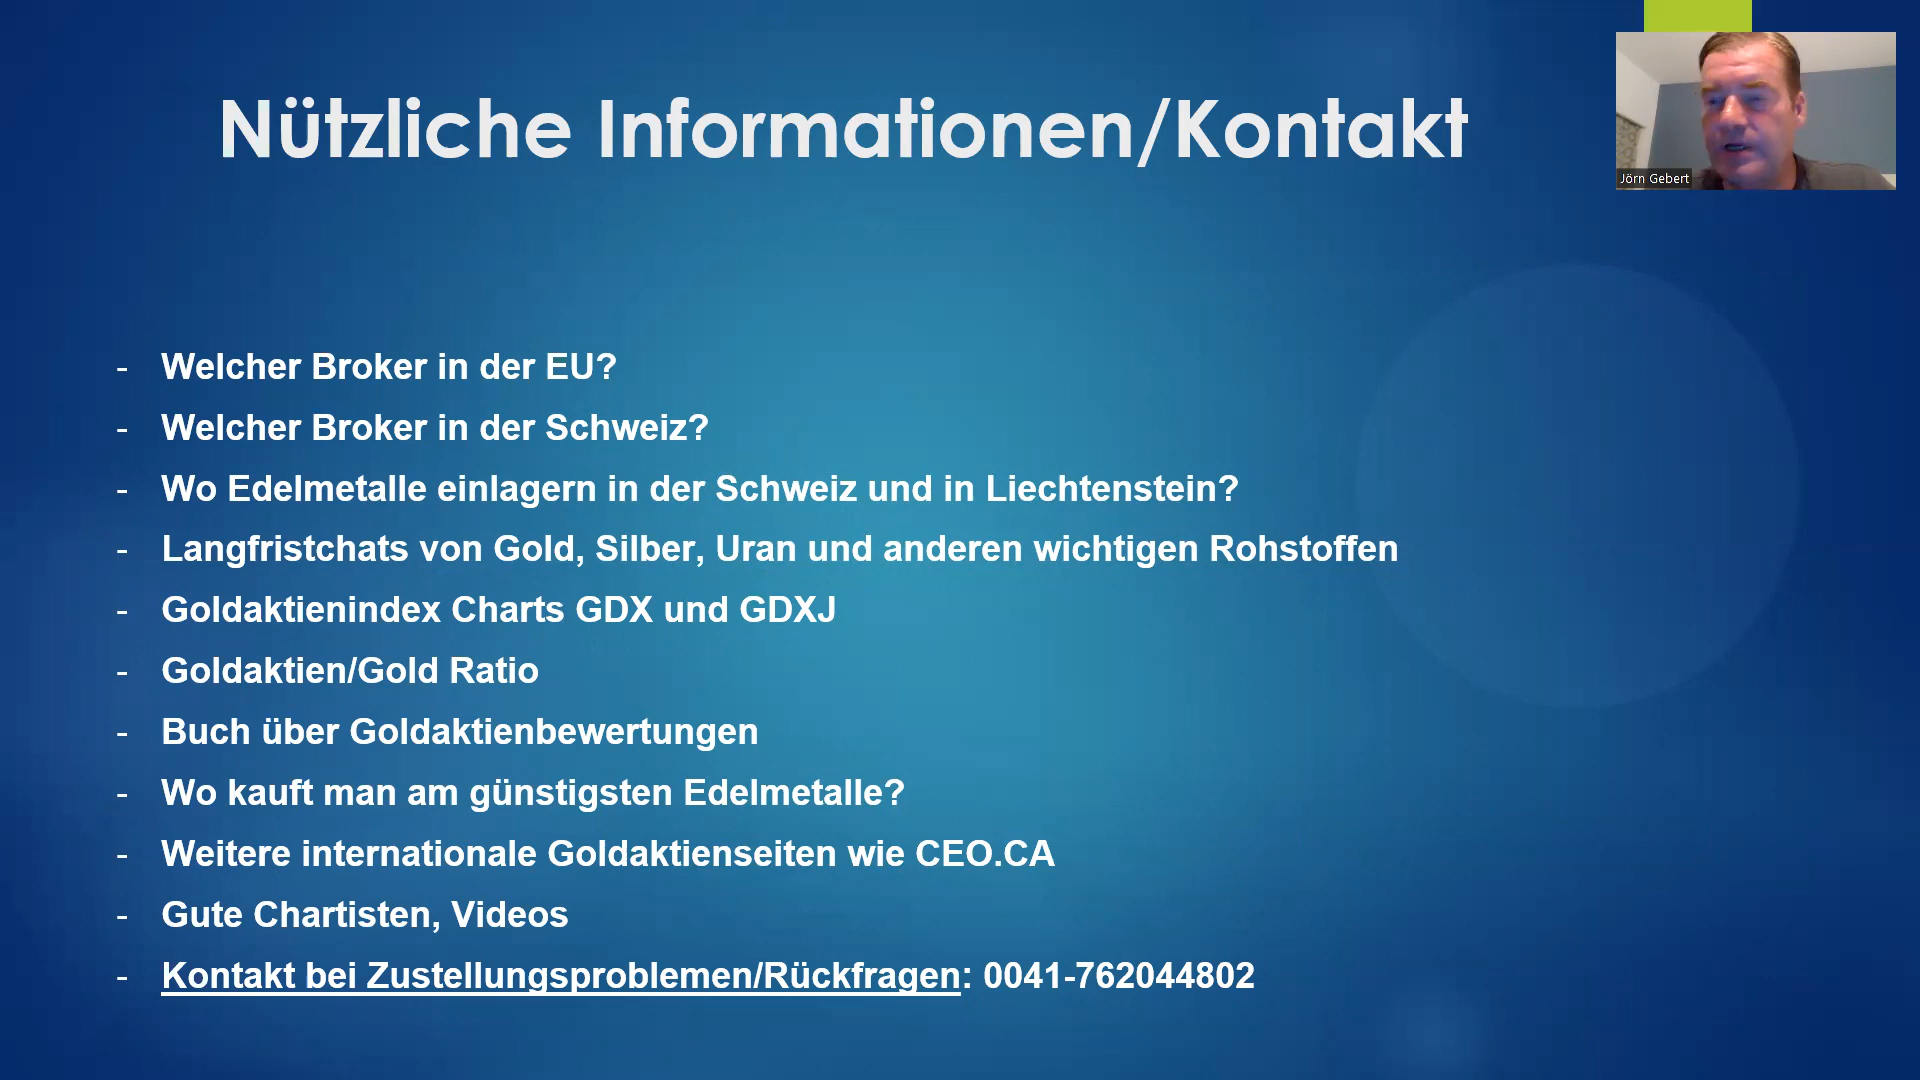 Nützliche Informationen/Kontakt
Jörn Gebert
- Welcher Broker in der EU?
- Welcher Broker in der Schweiz?
- Wo Edelmetalle einlagern in der Schweiz und in Liechtenstein?
- Langfristchats von Gold, Silber, Uran und anderen wichtigen Rohstoffen
- Goldaktienindex Charts GDX und GDXJ
- Goldaktien/Gold Ratio
- Buch über Goldaktienbewertungen
- Wo kauft man am günstigsten Edelmetalle?
- Weitere internationale Goldaktienseiten wie CEO.CA
- Gute Chartisten, Videos
- Kontakt bei Zustellungsproblemen/Rückfragen: 0041-762044802